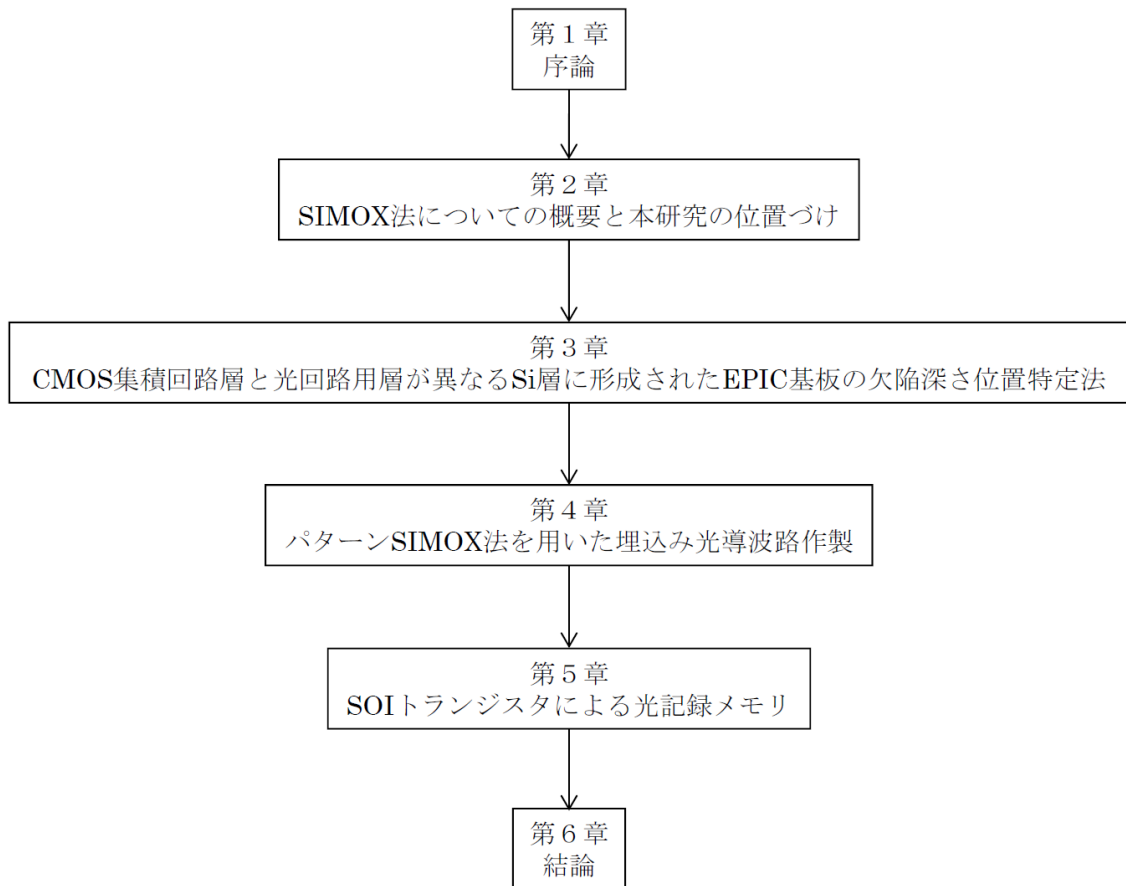 第１章
序論
第２章
SIMOX法についての概要と本研究の位置づけ
第３章
CMOS集積回路層と光回路用層が異なるSi層に形成されたEPIC基板の欠陥深さ位置特定法
第４章
パターンSIMOX法を用いた埋込み光導波路作製
第５章
SOIトランジスタによる光記録メモリ
第６章
結論